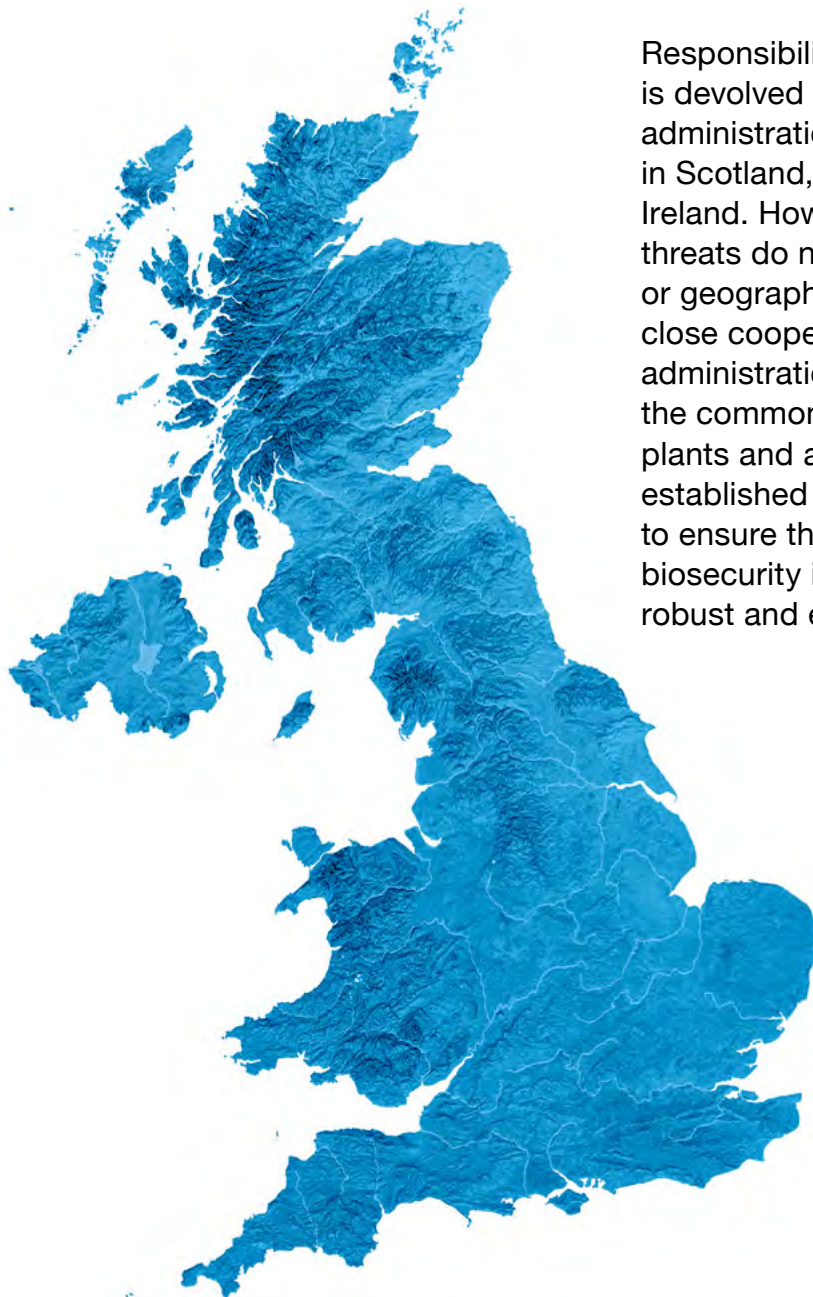 Responsibili
is devolved
administratio
in Scotland,
Ireland. How
threats do n
or geograph
close coope
administratio
the common
plants and a
established
to ensure th
biosecurity i
robust and e